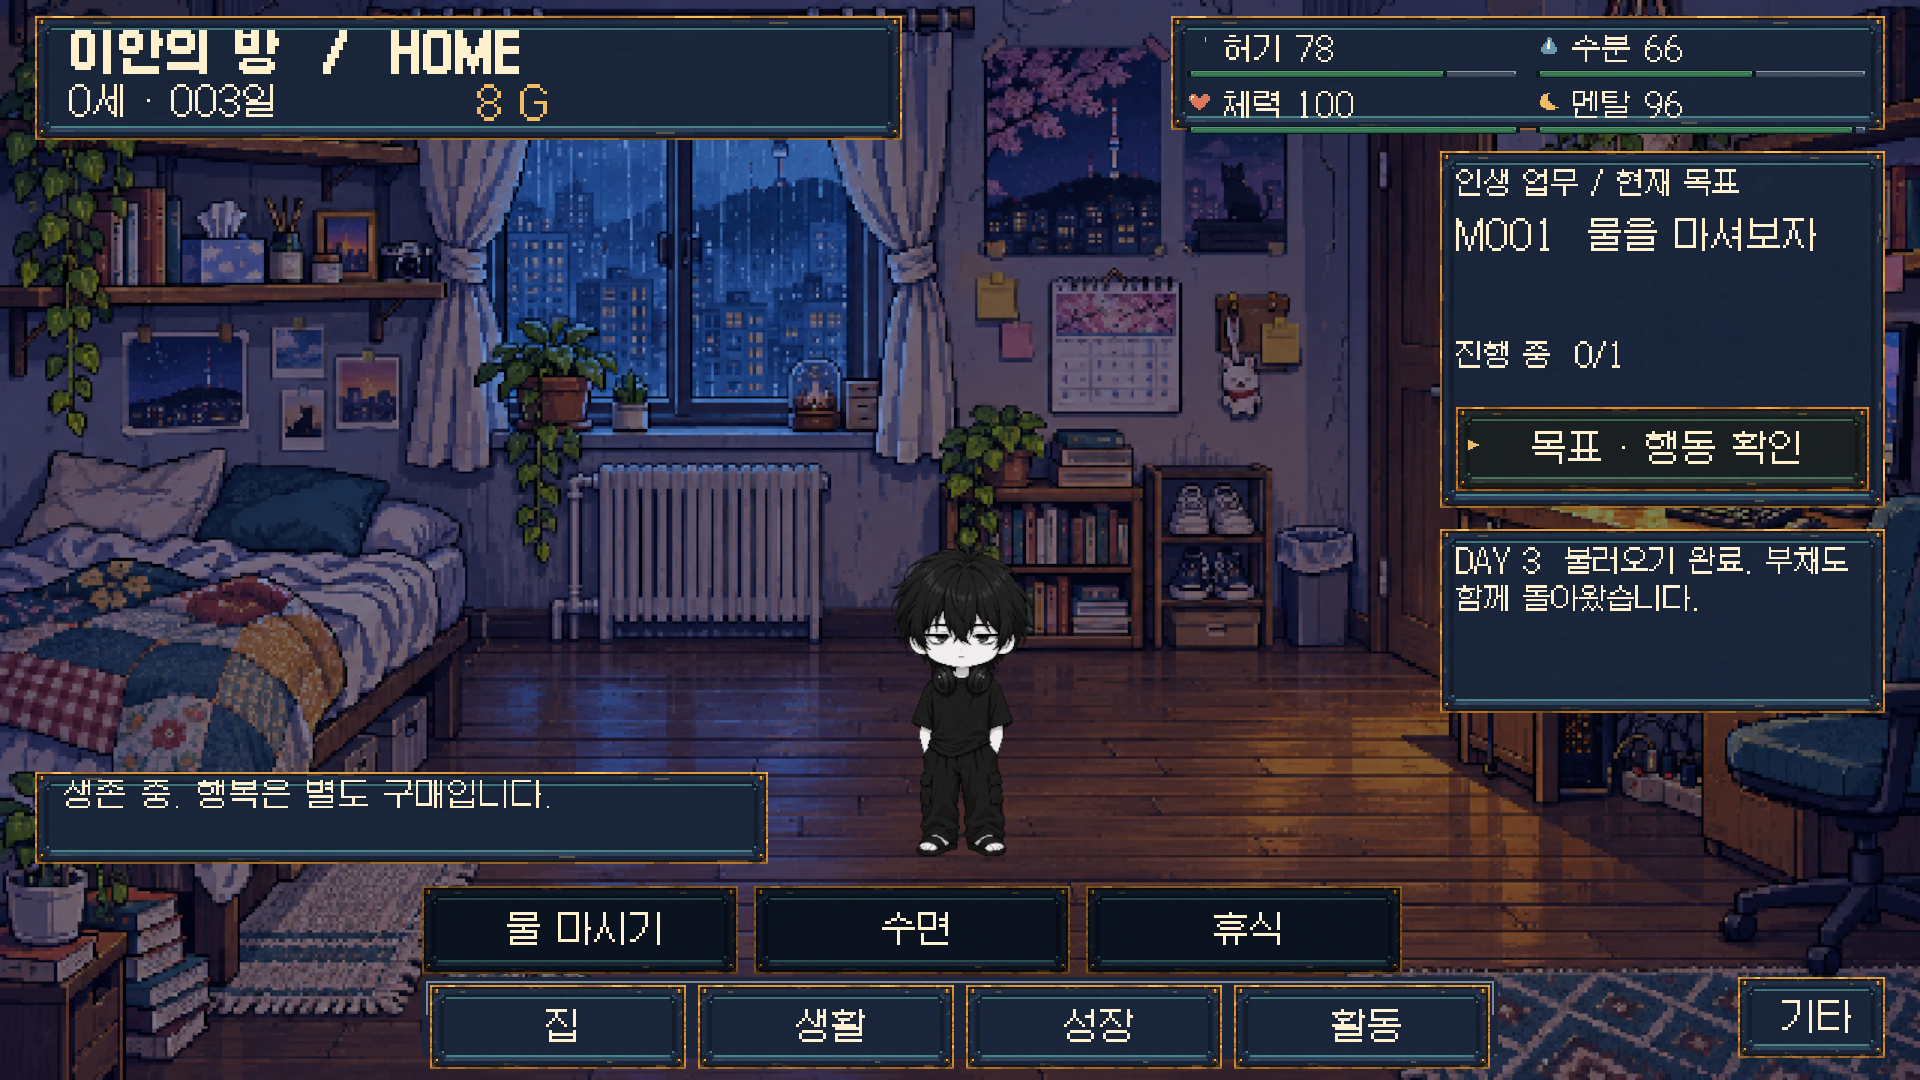 이안의 방 / HOME
0세 · 003일 8 G
허기 78 수분 66
체력 100 멘탈 96
인생 업무 / 현재 목표
M001 물을 마셔보자
진행 중 0/1
목표 · 행동 확인
DAY 3 불러오기 완료. 부채도
함께 돌아왔습니다.
생존 중. 행복은 별도 구매입니다.
물 마시기 수면 휴식
집 생활 성장 활동 기타